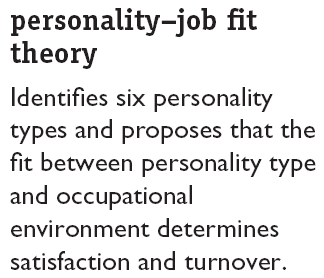 personality–job fit
theory
Identifies six personality
types and proposes that the
fit between personality type
and occupational
environment determines
satisfaction and turnover.